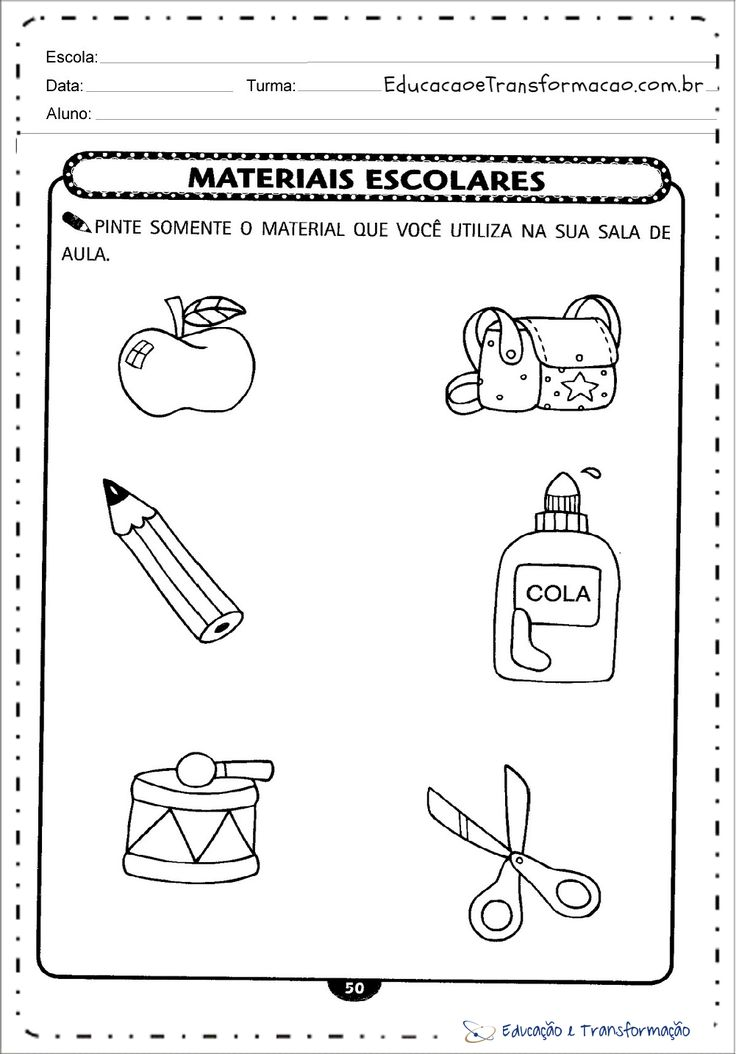 Escola:
Data: Turma: EducacaoeTransformacao.com.br
Aluno:
MATERIAIS ESCOLARES
PINTE SOMENTE O MATERIAL QUE VOCÊ UTILIZA NA SUA SALA DE
AULA.
COLA
50
Educação e Transformação